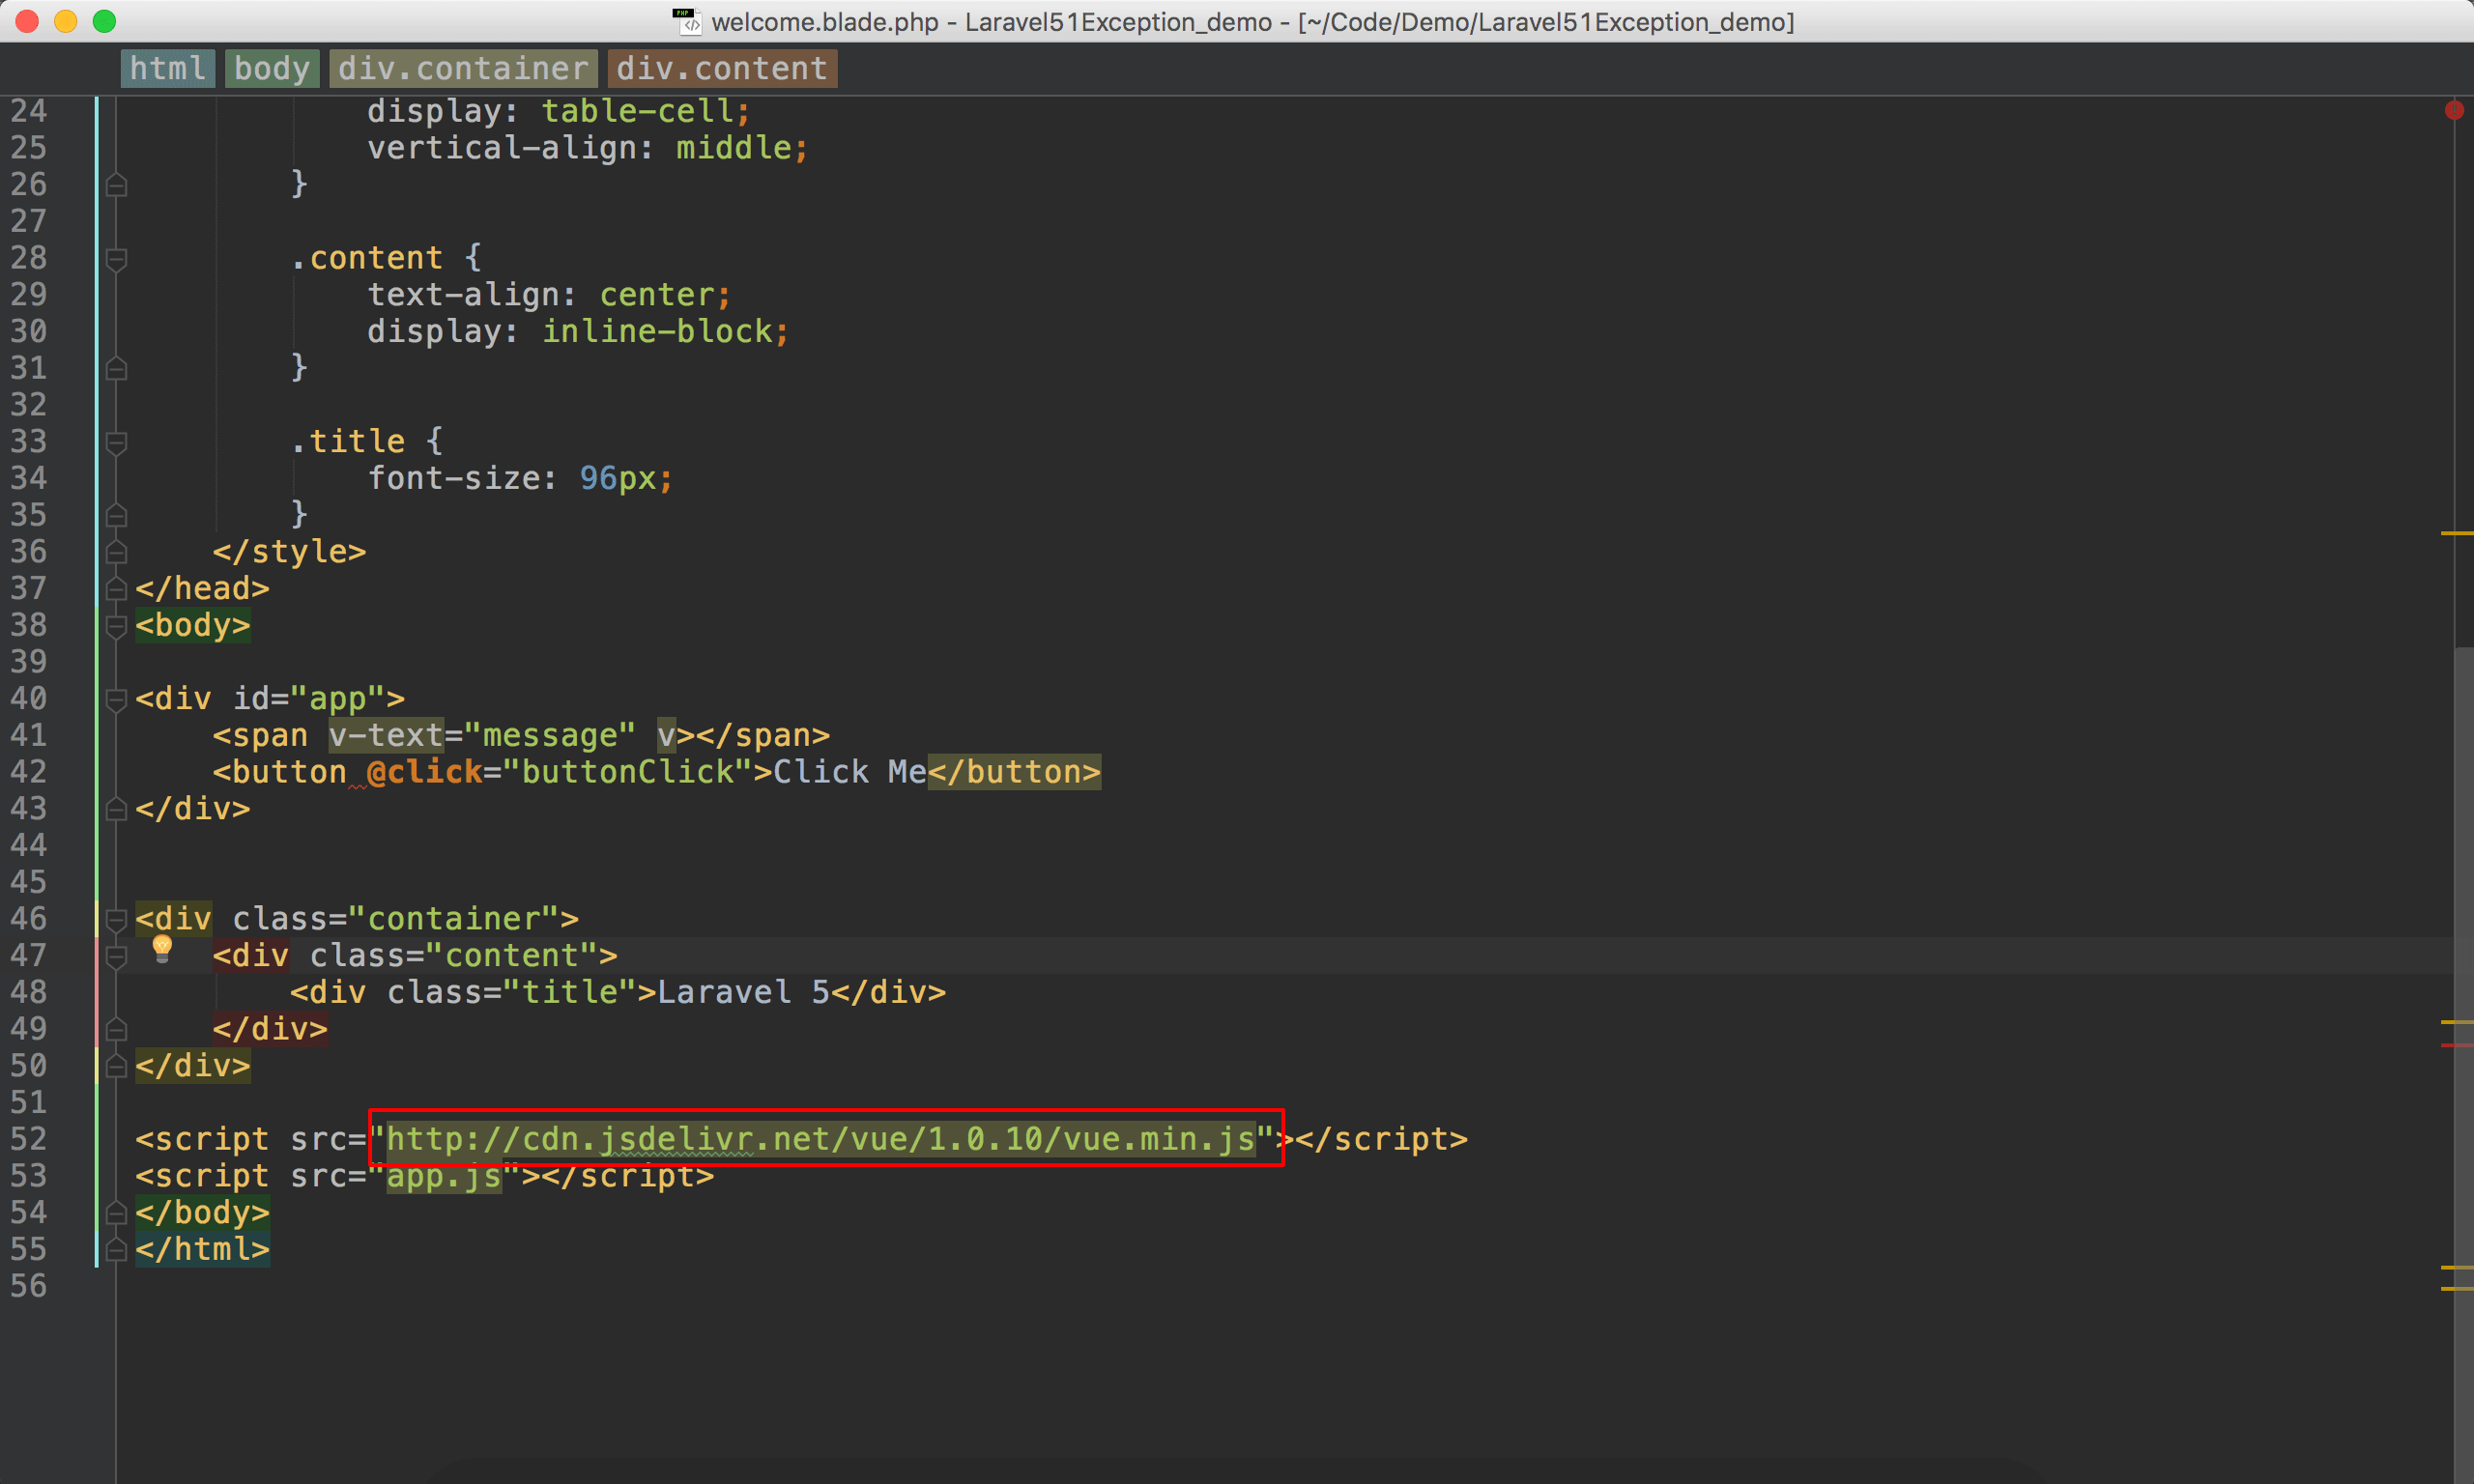 welcome.blade.php - Laravel51Exception_demo - [~/Code/Demo/Laravel51Exception_demo]
html body div.container div.content
24 display: table-cell;
25 vertical-align: middle;
26 }
27
28 .content {
29 text-align: center;
30 display: inline-block;
31 }
32
33 .title {
34 font-size: 96px;
35 }
36 </style>
37 </head>
38 <body>
39
40 <div id="app">
41 <span v-text="message" v></span>
42 <button @click="buttonClick">Click Me</button>
43 </div>
44
45
46 <div class="container">
47 <div class="content">
48 <div class="title">Laravel 5</div>
49 </div>
50 </div>
51
52 <script src="http://cdn.jsdelivr.net/vue/1.0.10/vue.min.js"></script>
53 <script src="app.js"></script>
54 </body>
55 </html>
56